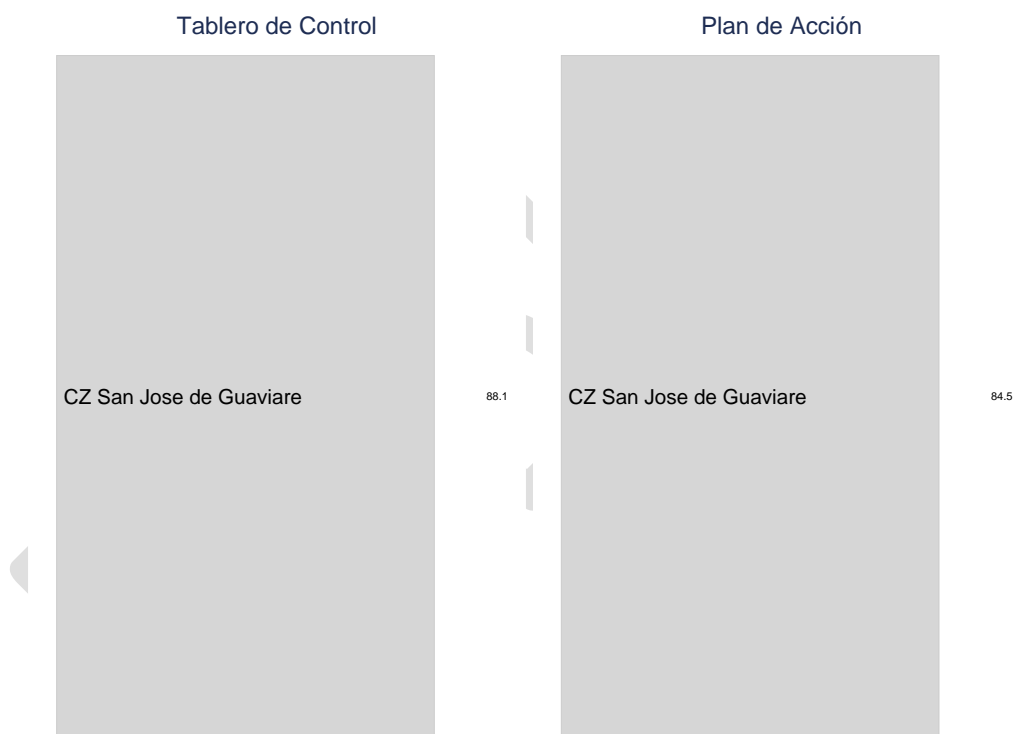 Tablero de Control
Plan de Acción
CZ San Jose de Guaviare 88.1
CZ San Jose de Guaviare 84.5